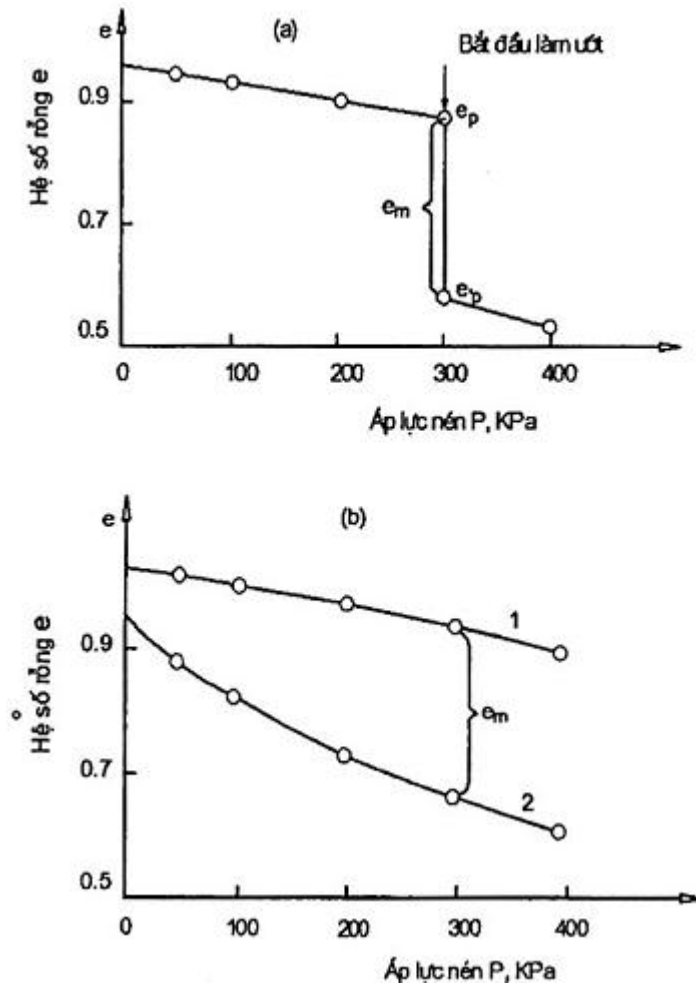 (a)
e
Bắt đầu làm ướt
Hệ số rỗng e
0.9
e_p
e_m
0.7
e'_p
0.5
0 100 200 300 400
Áp lực nén P, KPa
(b)
e
Hệ số rỗng e
0.9
1
e_m
0.7
2
0.5
0 100 200 300 400
Áp lực nén P, KPa